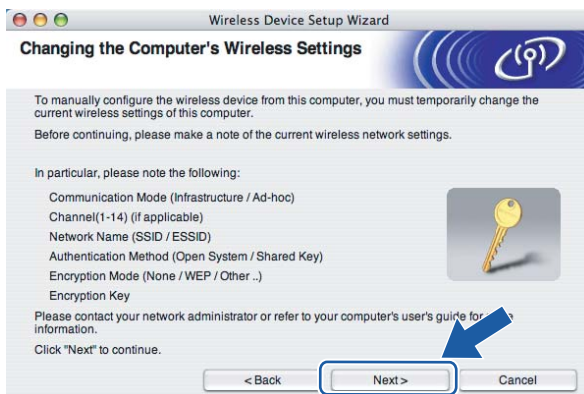 Wireless Device Setup Wizard
Changing the Computer's Wireless Settings
To manually configure the wireless device from this computer, you must temporarily change the
current wireless settings of this computer.
Before continuing, please make a note of the current wireless network settings.
In particular, please note the following:
Communication Mode (Infrastructure / Ad-hoc)
Channel(1-14) (if applicable)
Network Name (SSID / ESSID)
Authentication Method (Open System / Shared Key)
Encryption Mode (None / WEP / Other ..)
Encryption Key
Please contact your network administrator or refer to your computer's user's guide for
information.
Click "Next" to continue.
< Back Next > Cancel